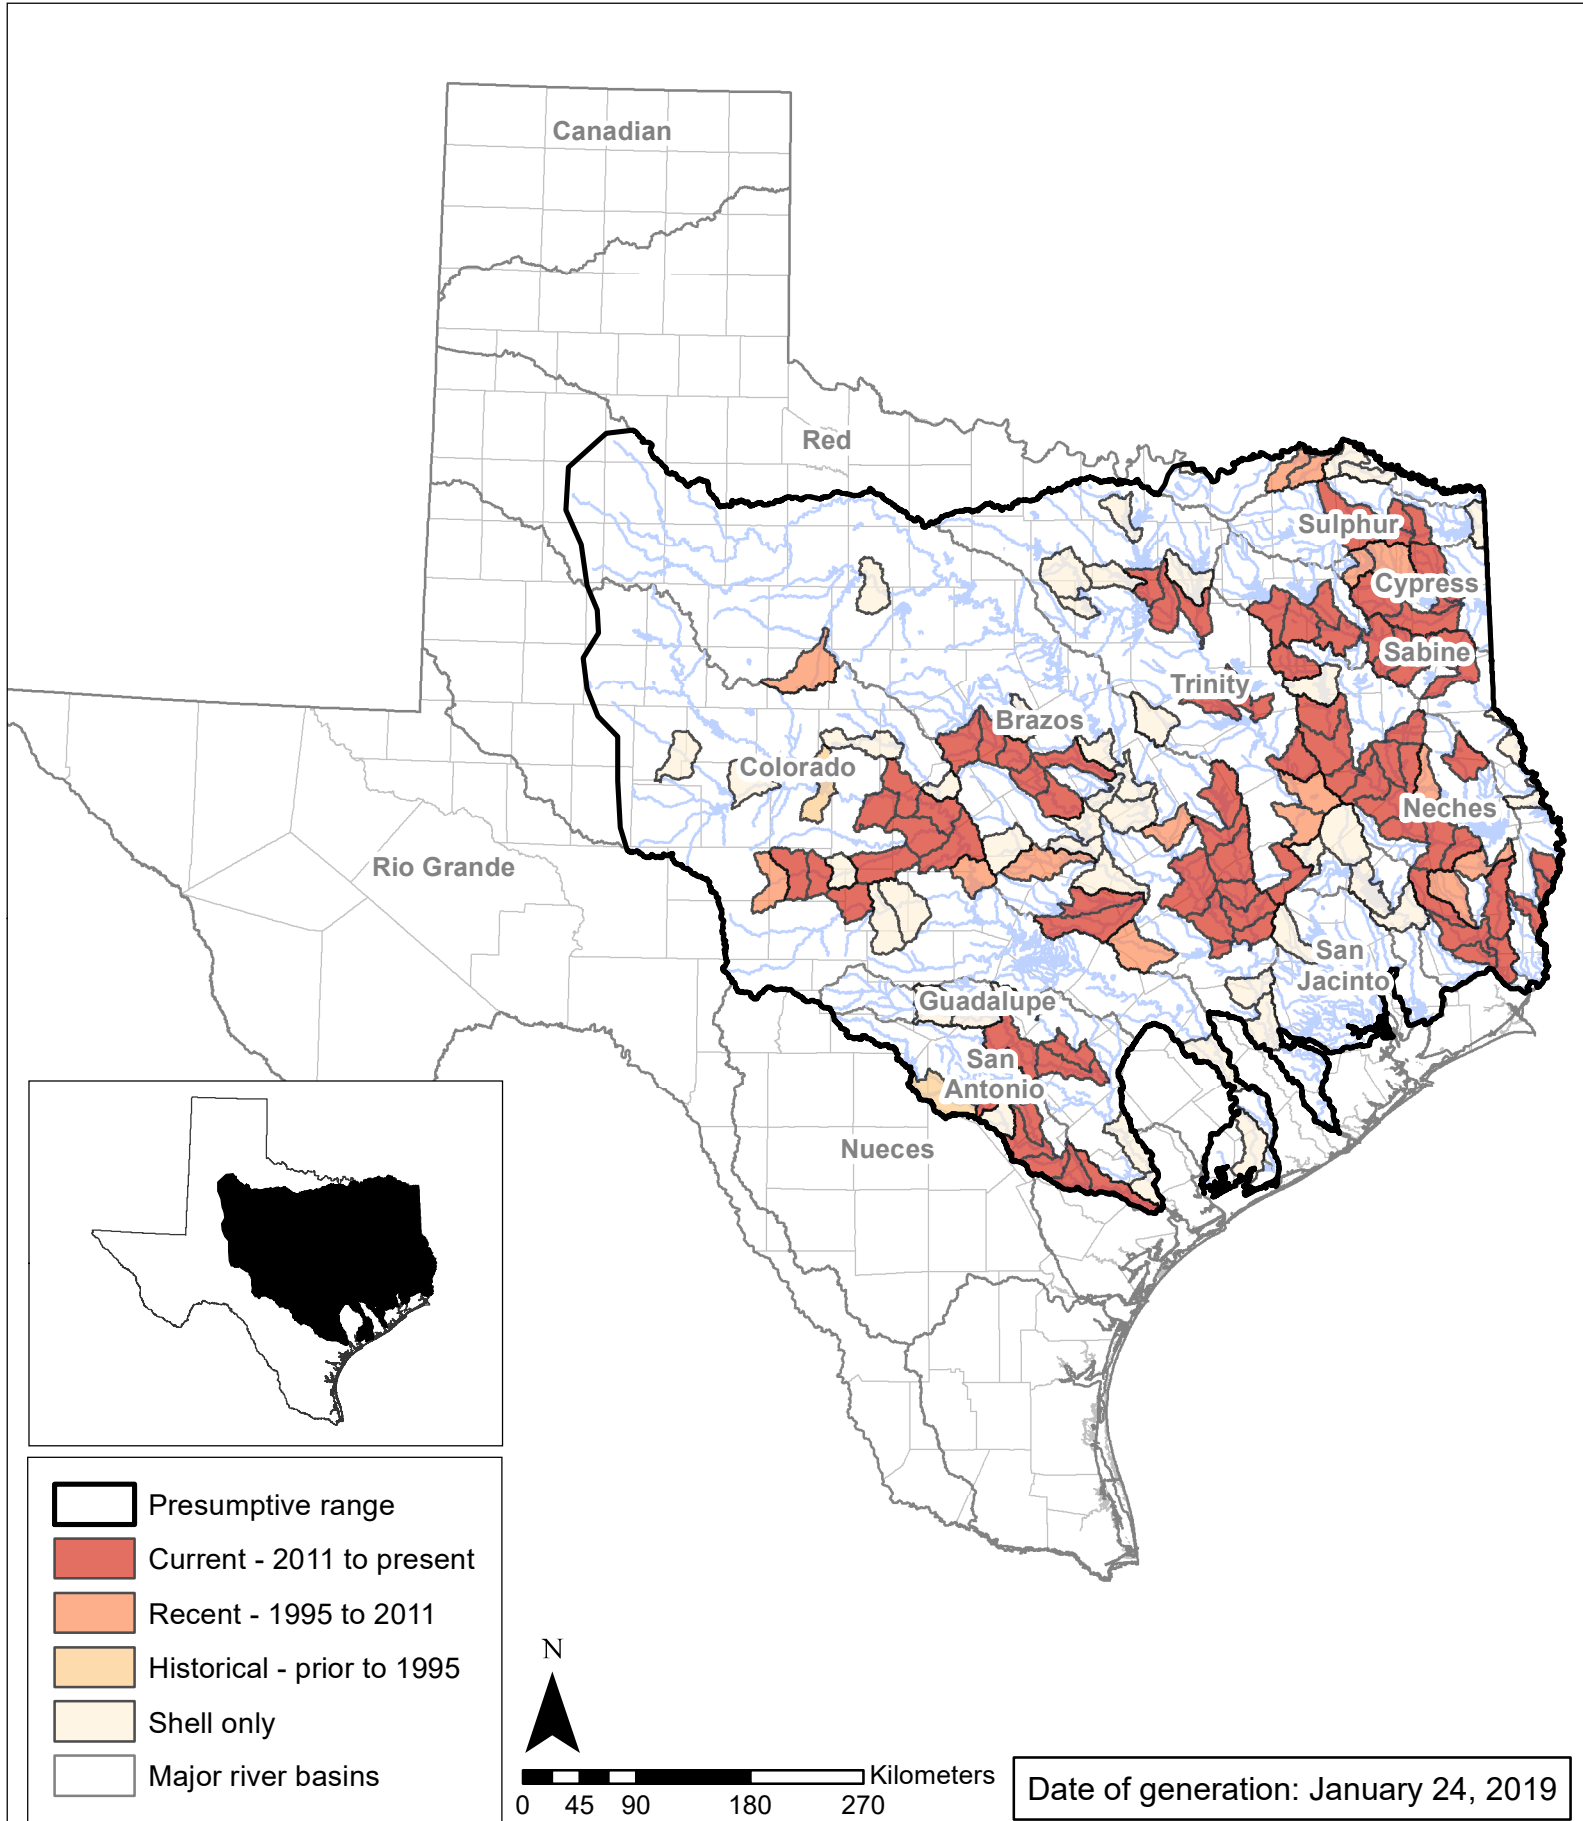 Canadian
Red
Sulphur
Cypress
Sabine
Trinity
Brazos
Colorado
Neches
Rio Grande
San
Jacinto
Guadalupe
San
Antonio
Nueces
Presumptive range
Current - 2011 to present
Recent - 1995 to 2011
Historical - prior to 1995
Shell only
Major river basins
N
Kilometers
0 45 90 180 270
Date of generation: January 24, 2019